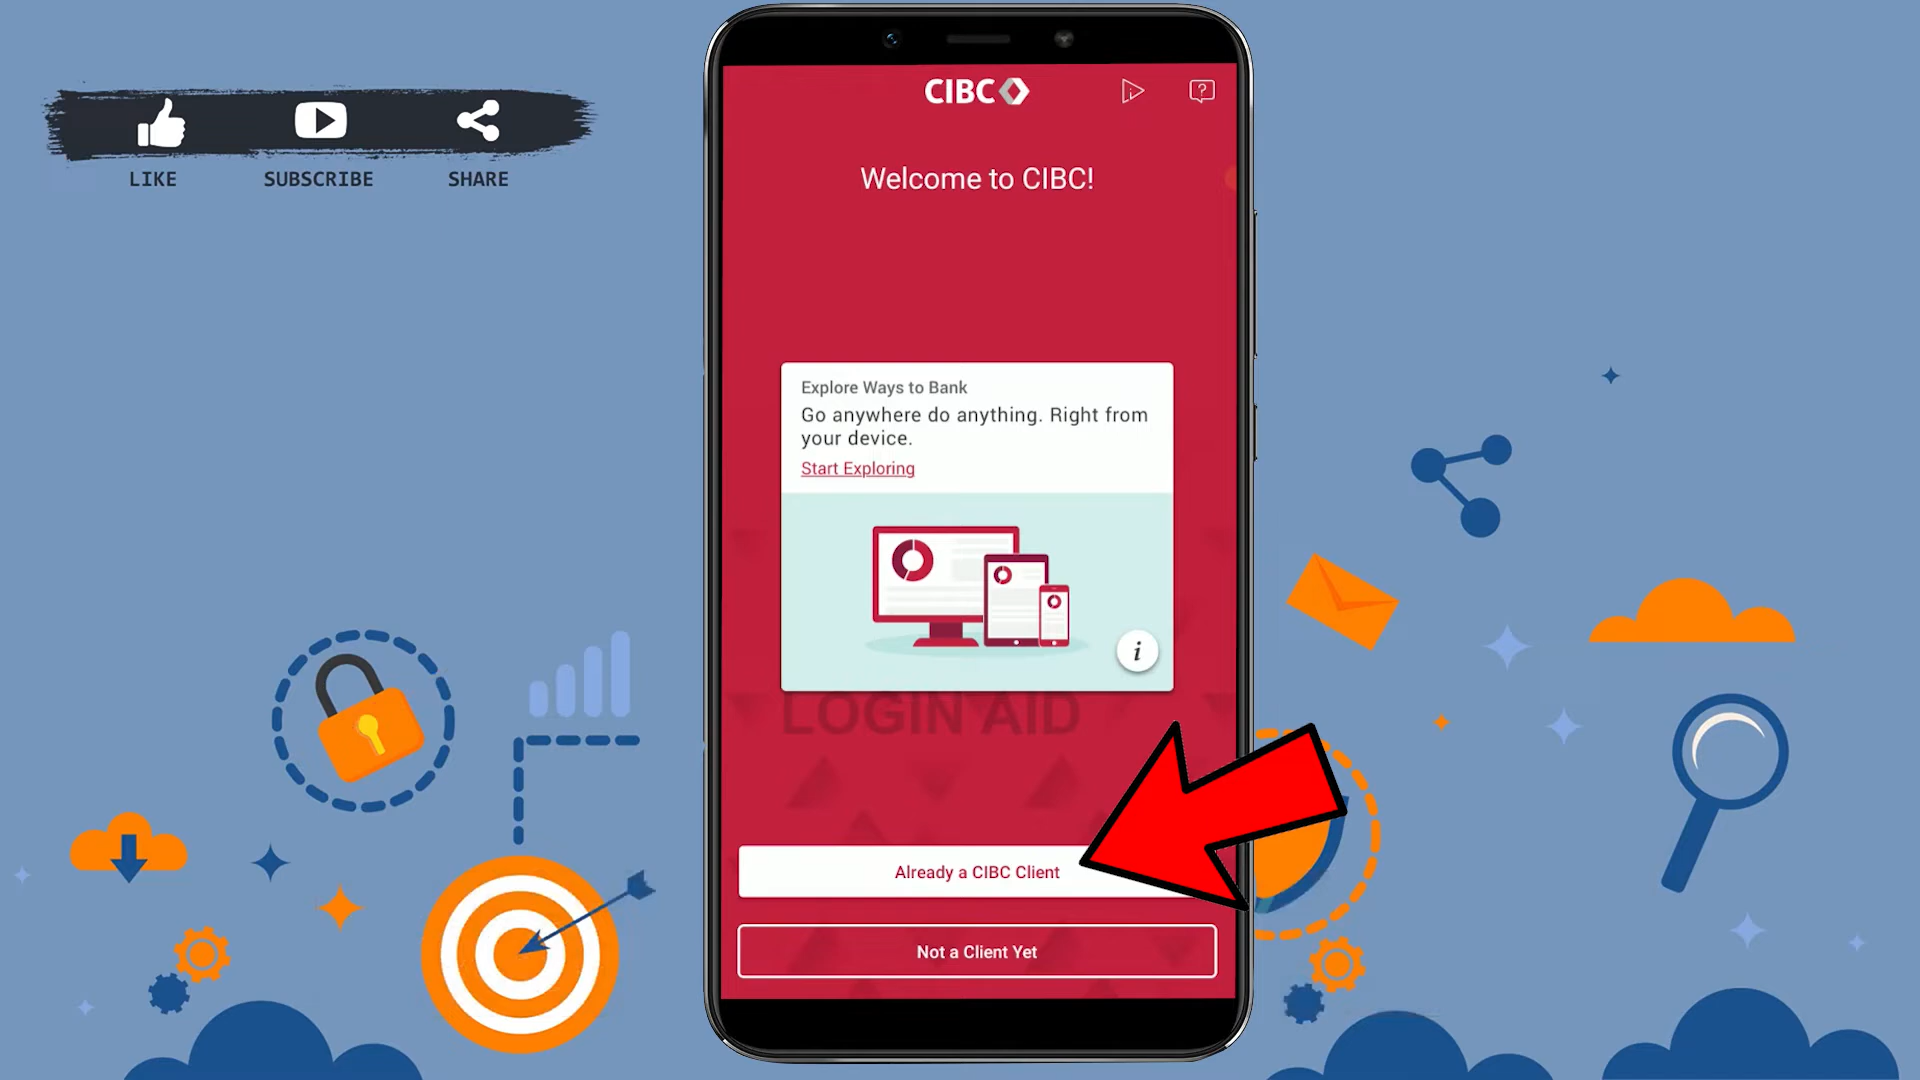 LIKE
SUBSCRIBE
SHARE
CIBC
Welcome to CIBC!
Explore Ways to Bank
Go anywhere do anything. Right from
your device.
Start Exploring
i
LOGIN AID
Already a CIBC Client
Not a Client Yet